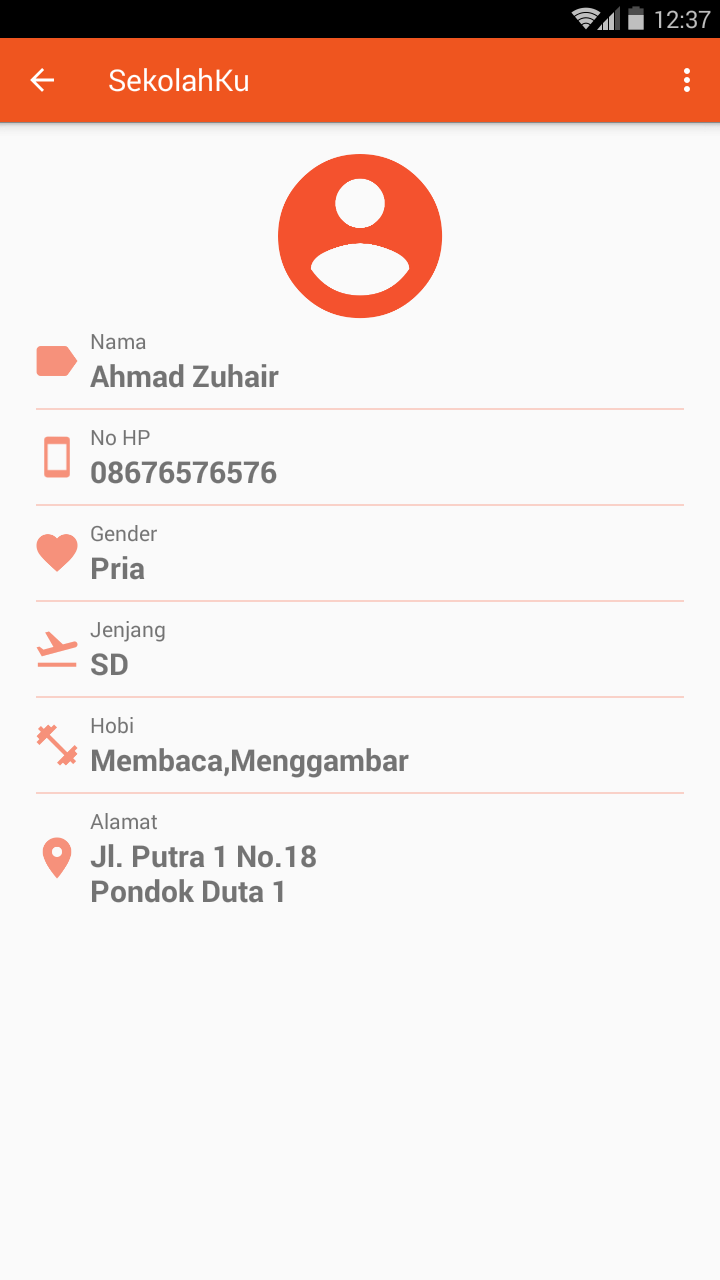 12:37
SekolahKu
Nama
Ahmad Zuhair
No HP
08676576576
Gender
Pria
Jenjang
SD
Hobi
Membaca,Menggambar
Alamat
Jl. Putra 1 No.18
Pondok Duta 1